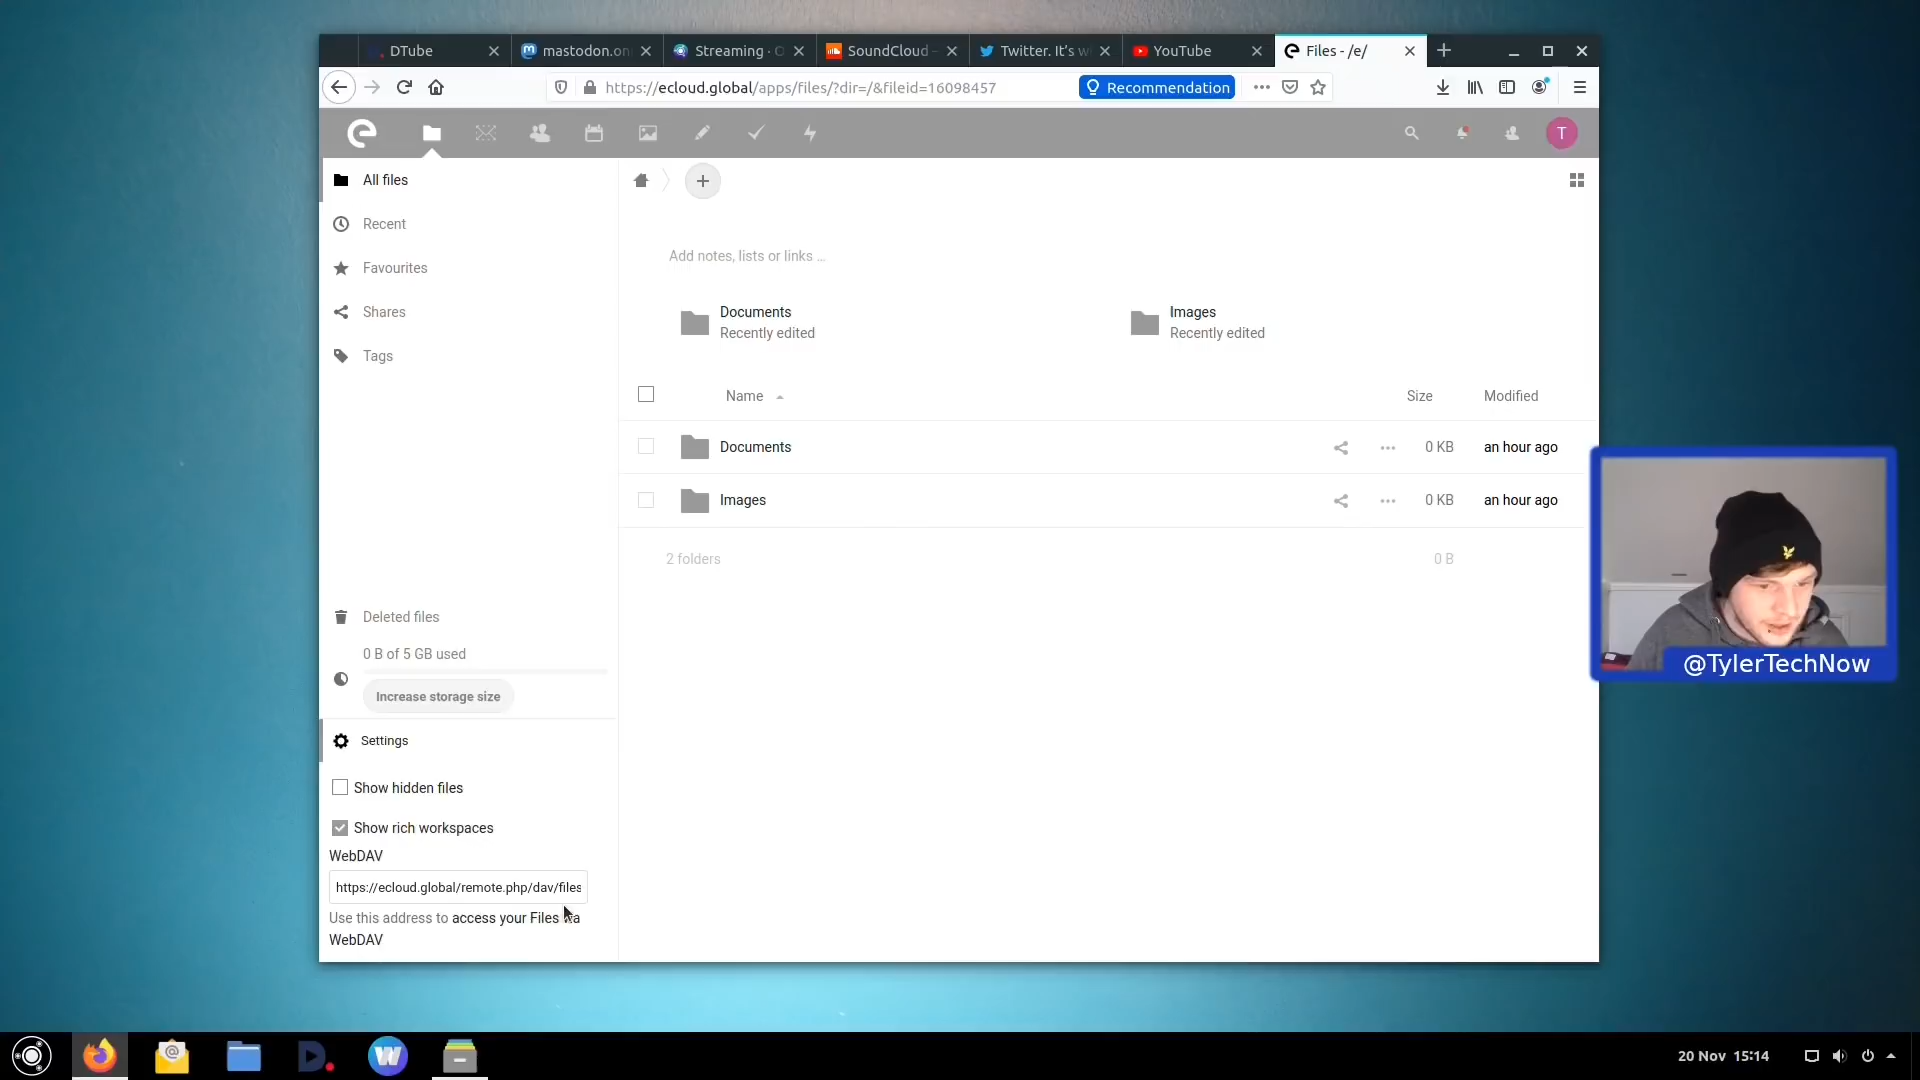 DTube
mastodon.on
Streaming · O
SoundCloud –
Twitter. It's w
YouTube
Files - /e/
https://ecloud.global/apps/files/?dir=/&fileid=16098457
Recommendation
T
All files
Recent
Favourites
Shares
Tags
Add notes, lists or links ...
Documents
Recently edited
Images
Recently edited
Name
Size
Modified
Documents
0 KB
an hour ago
Images
0 KB
an hour ago
2 folders
0 B
Deleted files
0 B of 5 GB used
Increase storage size
Settings
Show hidden files
Show rich workspaces
WebDAV
https://ecloud.global/remote.php/dav/files
Use this address to access your Files via
WebDAV
@TylerTechNow
20 Nov 15:14